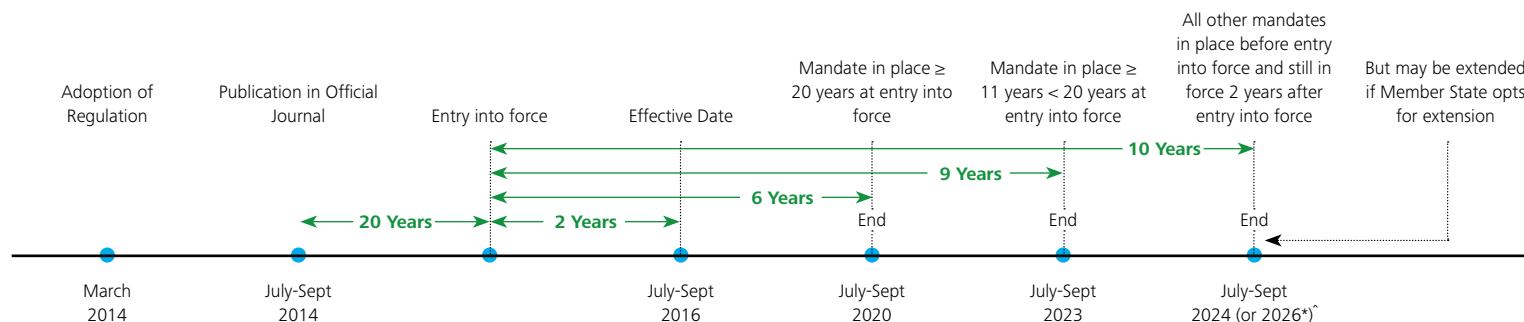 Adoption of
Regulation
Publication in Official
Journal
Entry into force
Effective Date
Mandate in place ≥
20 years at entry into
force
Mandate in place ≥
11 years < 20 years at
entry into force
All other mandates
in place before entry
into force and still in
force 2 years after
entry into force
But may be extended
if Member State opts
for extension
10 Years
9 Years
6 Years
20 Years
2 Years
End
End
End
March
2014
July-Sept
2014
July-Sept
2016
July-Sept
2020
July-Sept
2023
July-Sept
2024 (or 2026*)^